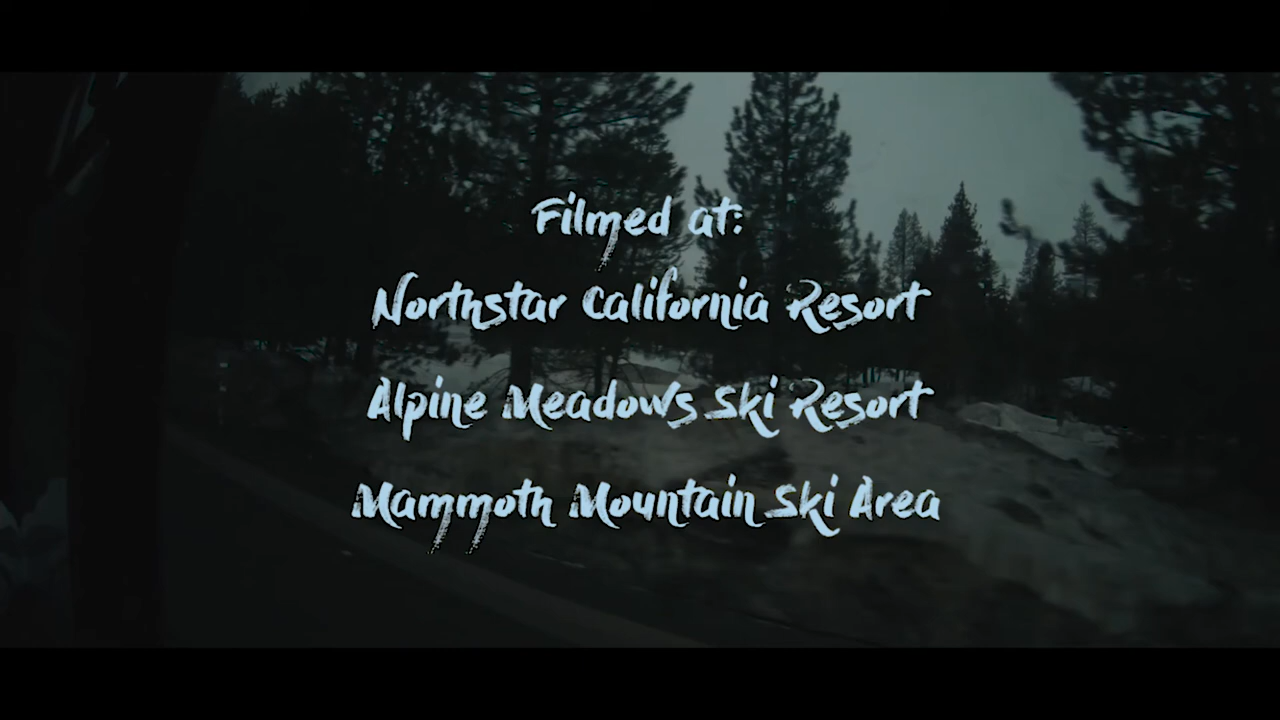 Filmed at:
Northstar California Resort
Alpine Meadows Ski Resort
Mammoth Mountain Ski Area